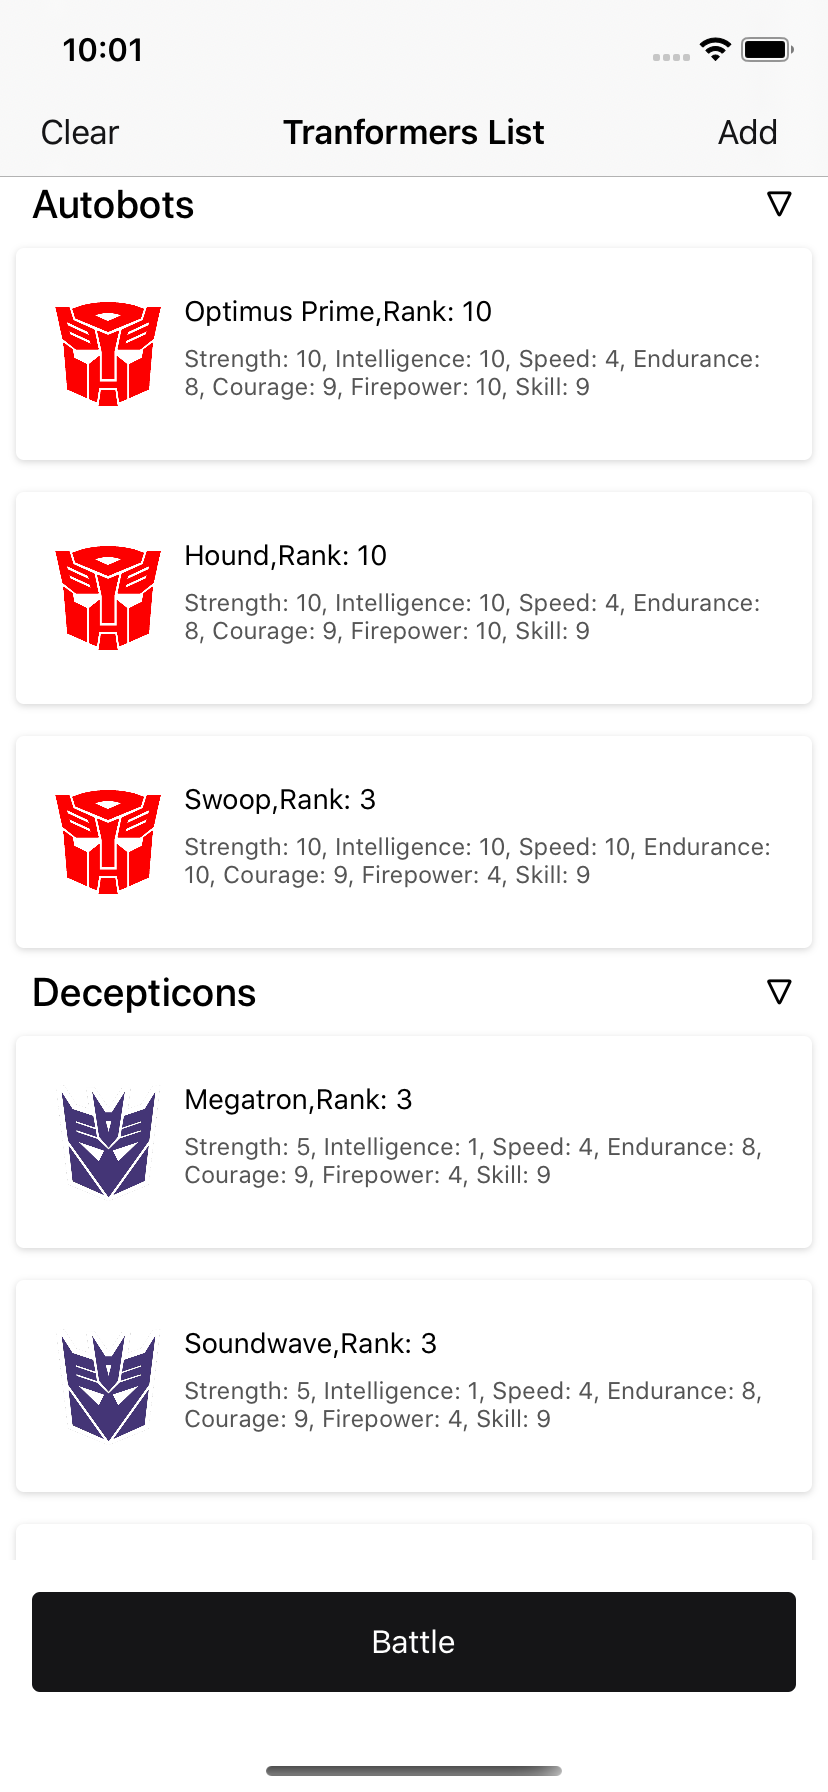 10:01
Clear Tranformers List Add
Autobots
Optimus Prime,Rank: 10
Strength: 10, Intelligence: 10, Speed: 4, Endurance:
8, Courage: 9, Firepower: 10, Skill: 9
Hound,Rank: 10
Strength: 10, Intelligence: 10, Speed: 4, Endurance:
8, Courage: 9, Firepower: 10, Skill: 9
Swoop,Rank: 3
Strength: 10, Intelligence: 10, Speed: 10, Endurance:
10, Courage: 9, Firepower: 4, Skill: 9
Decepticons
Megatron,Rank: 3
Strength: 5, Intelligence: 1, Speed: 4, Endurance: 8,
Courage: 9, Firepower: 4, Skill: 9
Soundwave,Rank: 3
Strength: 5, Intelligence: 1, Speed: 4, Endurance: 8,
Courage: 9, Firepower: 4, Skill: 9
Battle